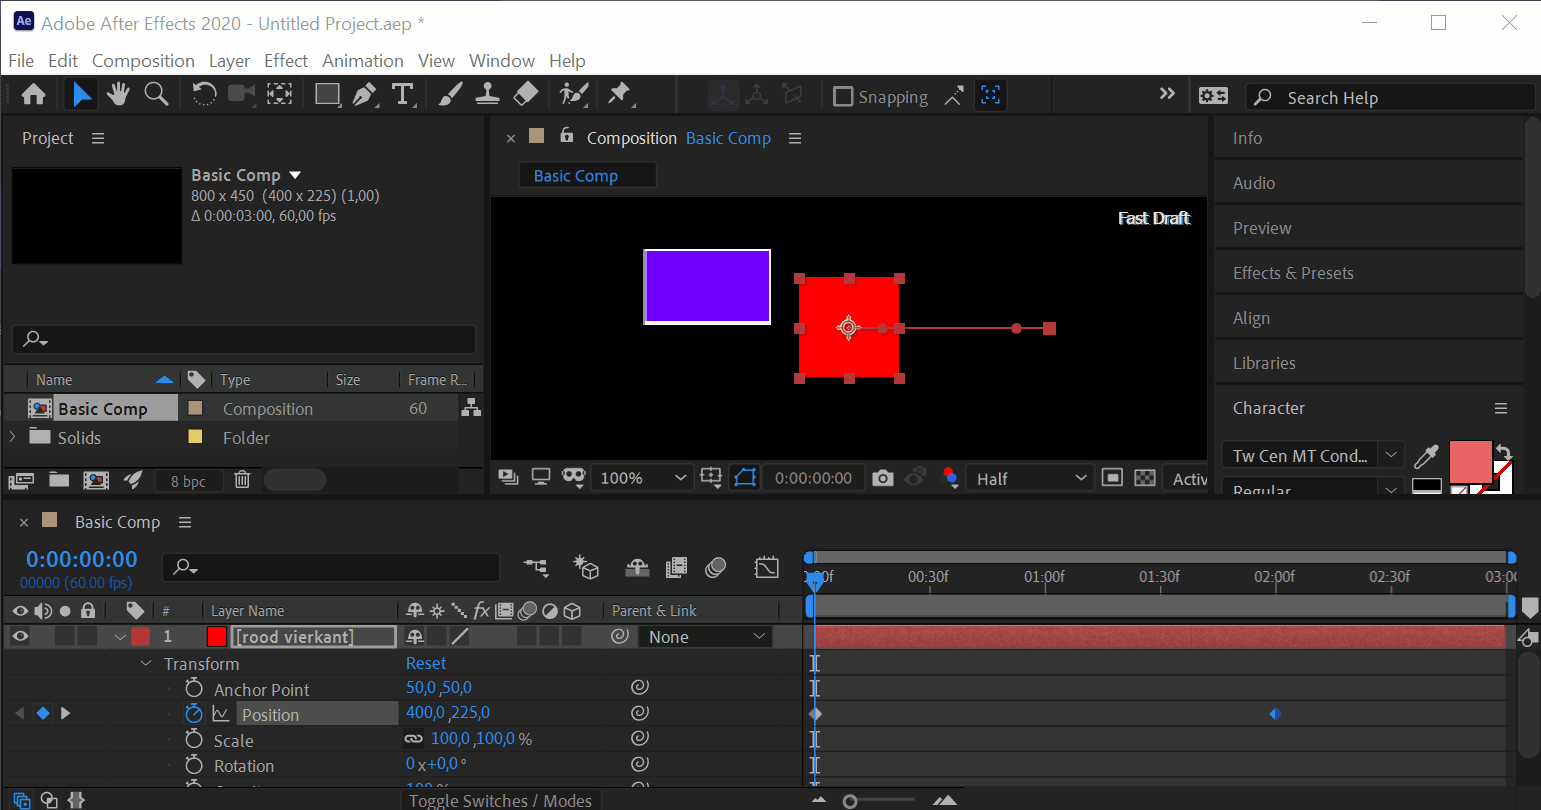 Ae Adobe After Effects 2020 - Untitled Project.aep *
File Edit Composition Layer Effect Animation View Window Help
Snapping
Search Help
Project
Basic Comp
800 x 450 (400 x 225) (1,00)
Δ 0:00:03:00, 60,00 fps
Name Type Size Frame R...
Basic Comp Composition 60
Solids Folder
8 bpc
Composition Basic Comp
Basic Comp
Fast Draft
100% 0:00:00:00 Half Activ
Info
Audio
Preview
Effects & Presets
Align
Libraries
Character
Tw Cen MT Cond...
Regular
Basic Comp
0:00:00:00
00000 (60.00 fps)
:00f 00:30f 01:00f 01:30f 02:00f 02:30f 03:0
# Layer Name fx Parent & Link
1 [rood vierkant] None
Transform Reset
Anchor Point 50,0 ,50,0
Position 400,0 ,225,0
Scale 100,0 ,100,0 %
Rotation 0 x +0,0 °
Toggle Switches / Modes